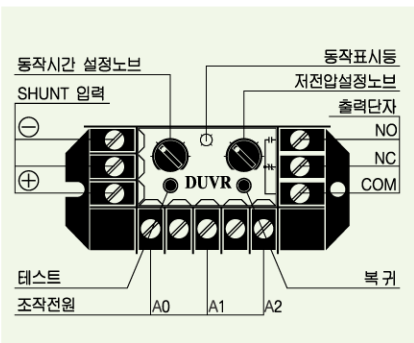 동작시간 설정노브
동작표시등
저전압설정노브
SHUNT 입력
출력단자
⊖
NO
NC
⊕
COM
DUVR
테스트
복귀
조작전원
A0
A1
A2